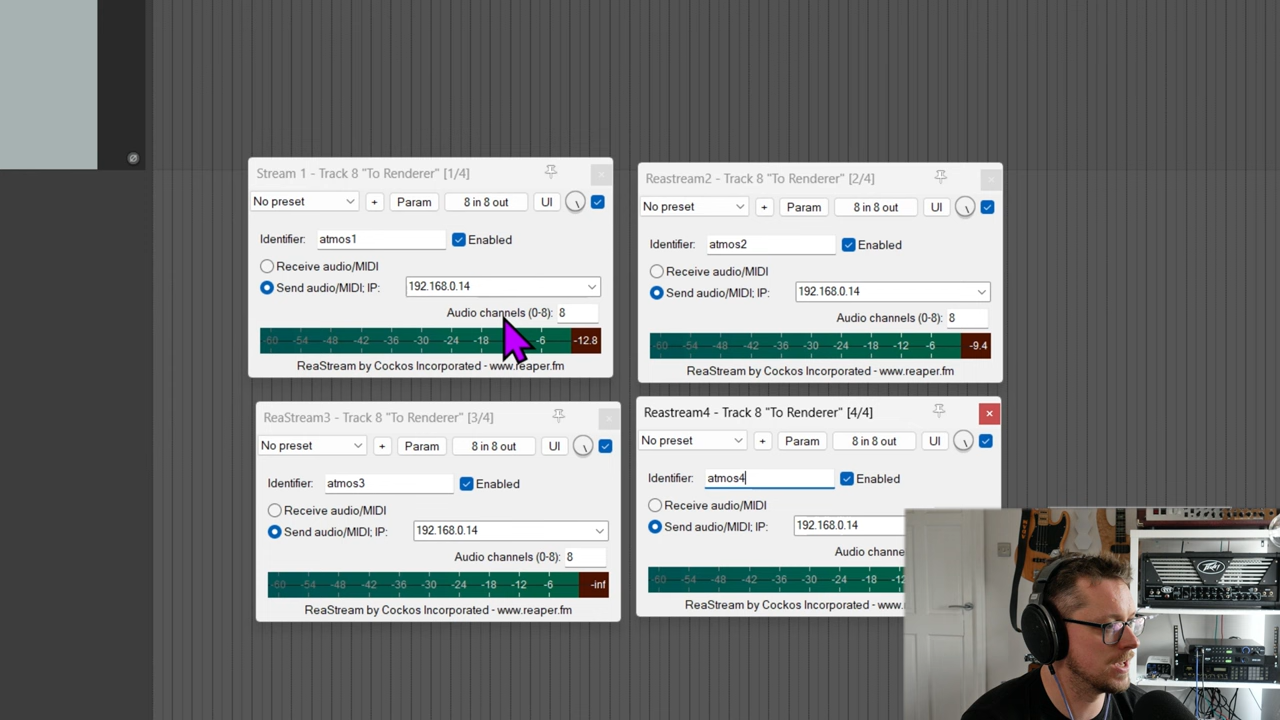 Stream 1 - Track 8 "To Renderer" [1/4]
No preset + Param 8 in 8 out UI
Identifier: atmos1 Enabled
Receive audio/MIDI
Send audio/MIDI; IP: 192.168.0.14
Audio channels (0-8): 8
-60 -48 -42 -36 -30 -24 -18 -6 -12.8
ReaStream by Cockos Incorporated - www.reaper.fm
Reastream2 - Track 8 "To Renderer" [2/4]
No preset + Param 8 in 8 out UI
Identifier: atmos2 Enabled
Receive audio/MIDI
Send audio/MIDI; IP: 192.168.0.14
Audio channels (0-8): 8
-60 -48 -42 -36 -30 -24 -18 -12 -6 -9.4
ReaStream by Cockos Incorporated - www.reaper.fm
ReaStream3 - Track 8 "To Renderer" [3/4]
No preset + Param 8 in 8 out UI
Identifier: atmos3 Enabled
Receive audio/MIDI
Send audio/MIDI; IP: 192.168.0.14
Audio channels (0-8): 8
-60 -48 -42 -36 -30 -24 -18 -12 -6 -inf
ReaStream by Cockos Incorporated - www.reaper.fm
Reastream4 - Track 8 "To Renderer" [4/4]
No preset + Param 8 in 8 out UI
Identifier: atmos4 Enabled
Receive audio/MIDI
Send audio/MIDI; IP: 192.168.0.14
Audio channe
-60 -48 -42 -36 -30 -24 -18 -12
ReaStream by Cockos Incorporated - www.